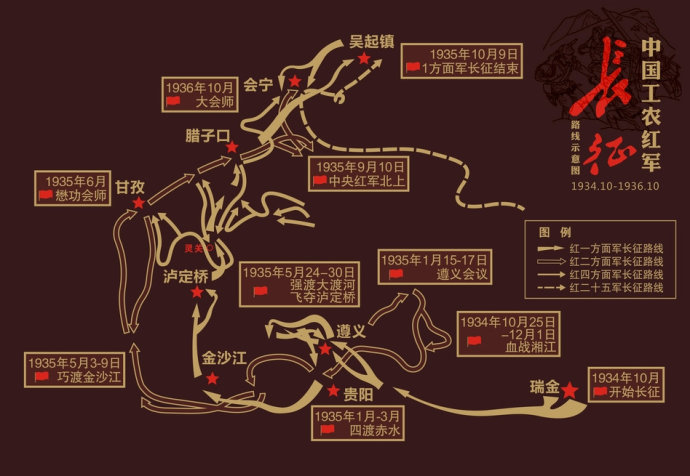 中国工农红军
长征
路线示意图
1934.10-1936.10
吴起镇
1935年10月9日
1方面军长征结束
1936年10月
大会师
会宁
腊子口
1935年9月10日
中央红军北上
1935年6月
懋功会师
甘孜
图 例
红一方面军长征路线
红二方面军长征路线
红四方面军长征路线
红二十五军长征路线
灵关
泸定桥
1935年5月24-30日
强渡大渡河
飞夺泸定桥
1935年1月15-17日
遵义会议
1934年10月25日
-12月1日
血战湘江
遵义
1935年5月3-9日
巧渡金沙江
金沙江
贵阳
瑞金
1934年10月
开始长征
1935年1月-3月
四渡赤水